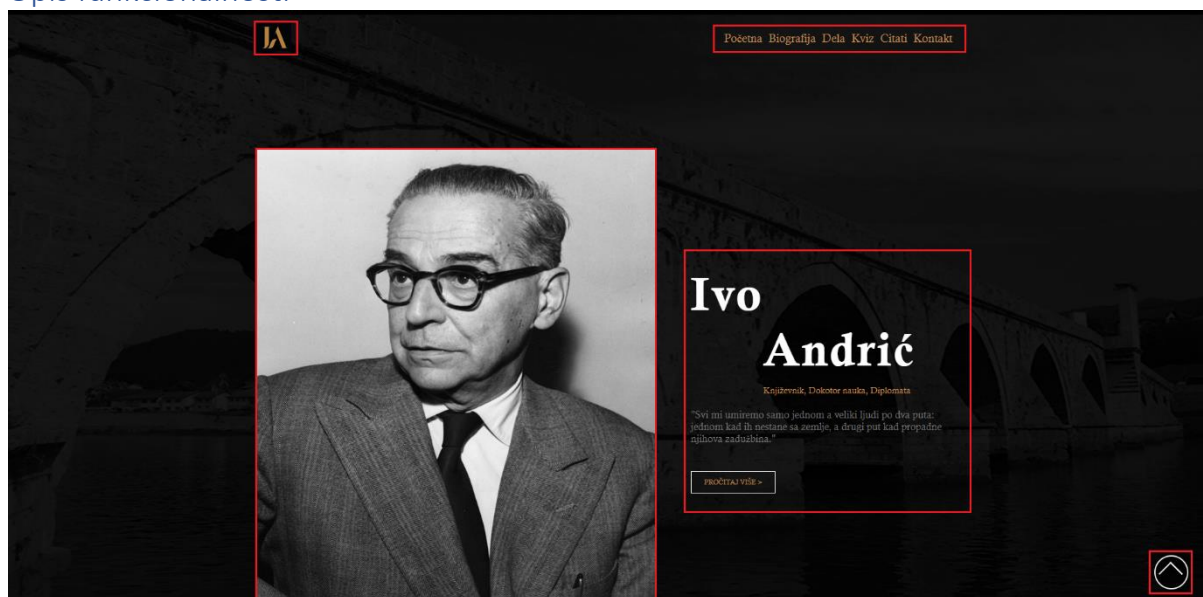 Opis funkcionalnosti
IA
Početna Biografija Dela Kviz Citati Kontakt
Ivo
Andrić
Književnik, Dokotor nauka, Diplomata
"Svi mi umiremo samo jednom a veliki ljudi po dva puta:
jednom kad ih nestane sa zemlje, a drugi put kad propadne
njihova zadužbina."
PROČITAJ VIŠE >